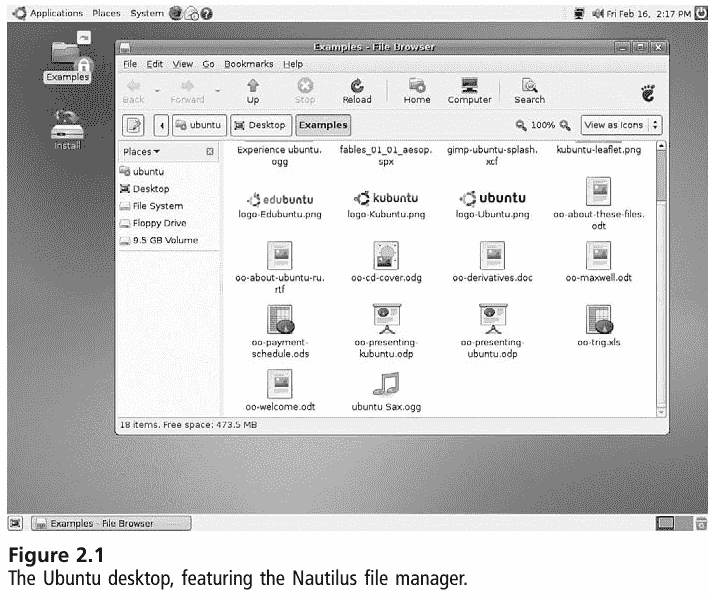 Applications Places System
Fri Feb 16, 2:17 PM
Examples
Install
Examples - File Browser
File Edit View Go Bookmarks Help
Back Forward Up Stop Reload Home Computer Search
ubuntu Desktop Examples 100% View as Icons
Places
ubuntu
Desktop
File System
Floppy Drive
9.5 GB Volume
Experience ubuntu. fables_01_01_aesop. gimp-ubuntu-splash. kubuntu-leaflet.png
ogg spx xcf
edubuntu kubuntu ubuntu
logo-Edubuntu.png logo-Kubuntu.png logo-Ubuntu.png oo-about-these-files.
odt
oo-about-ubuntu-ru. oo-cd-cover.odg oo-derivatives.doc oo-maxwell.odt
rtf
oo-payment- oo-presenting- oo-presenting- oo-trig.xls
schedule.ods kubuntu.odp ubuntu.odp
oo-welcome.odt ubuntu Sax.ogg
18 items, Free space: 473.5 MB
Examples - File Browser
Figure 2.1
The Ubuntu desktop, featuring the Nautilus file manager.